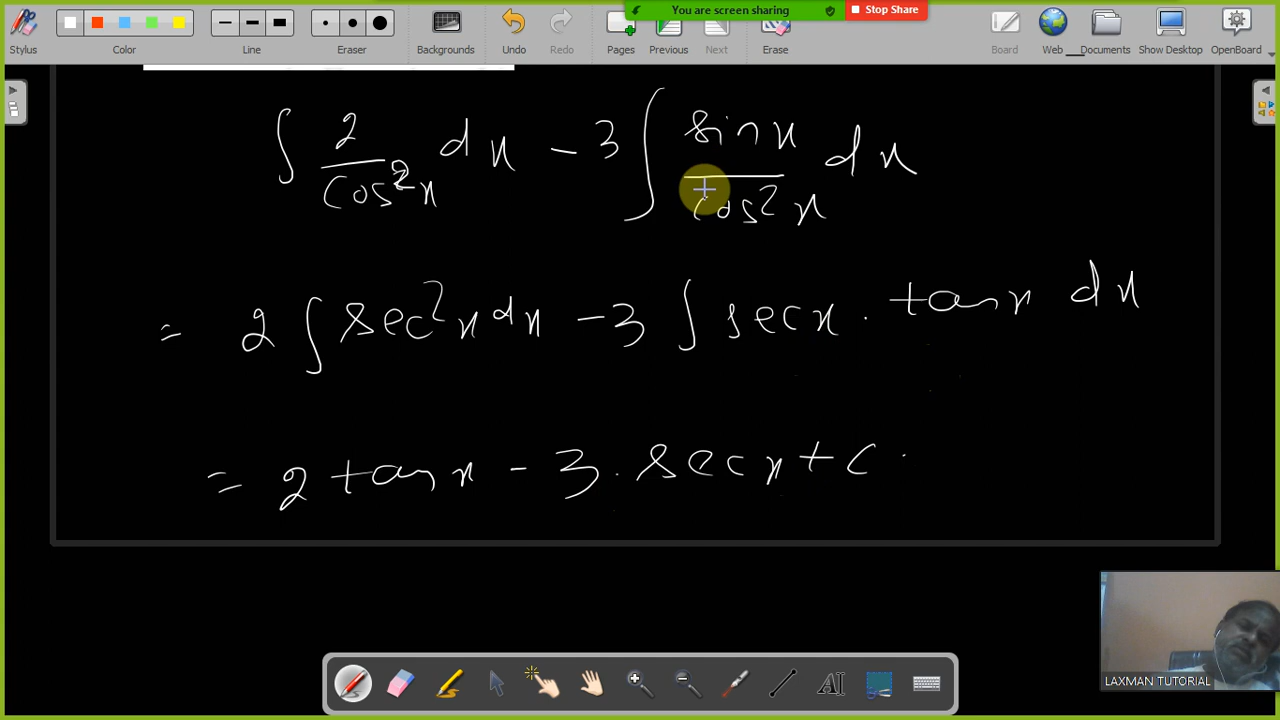 You are screen sharing
Stop Share
Stylus Color Line Eraser Backgrounds Undo Redo Pages Previous Next Erase Board Web Documents Show Desktop OpenBoard
∫ 2/cos²x dx - 3 ∫ sinx/cos²x dx
= 2 ∫ sec²x dx - 3 ∫ secx . tanx dx
= 2 tanx - 3 . secx + c .
LAXMAN TUTORIAL